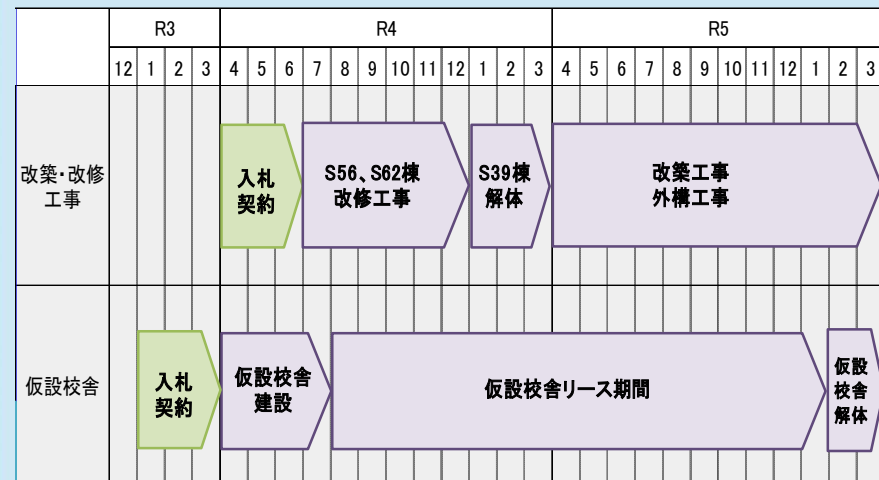 R3 R4 R5
12 1 2 3 4 5 6 7 8 9 10 11 12 1 2 3 4 5 6 7 8 9 10 11 12 1 2 3
改築・改修
工事
入札
契約
S56、S62棟
改修工事
S39棟
解体
改築工事
外構工事
仮設校舎
入札
契約
仮設校舎
建設
仮設校舎リース期間
仮設
校舎
解体